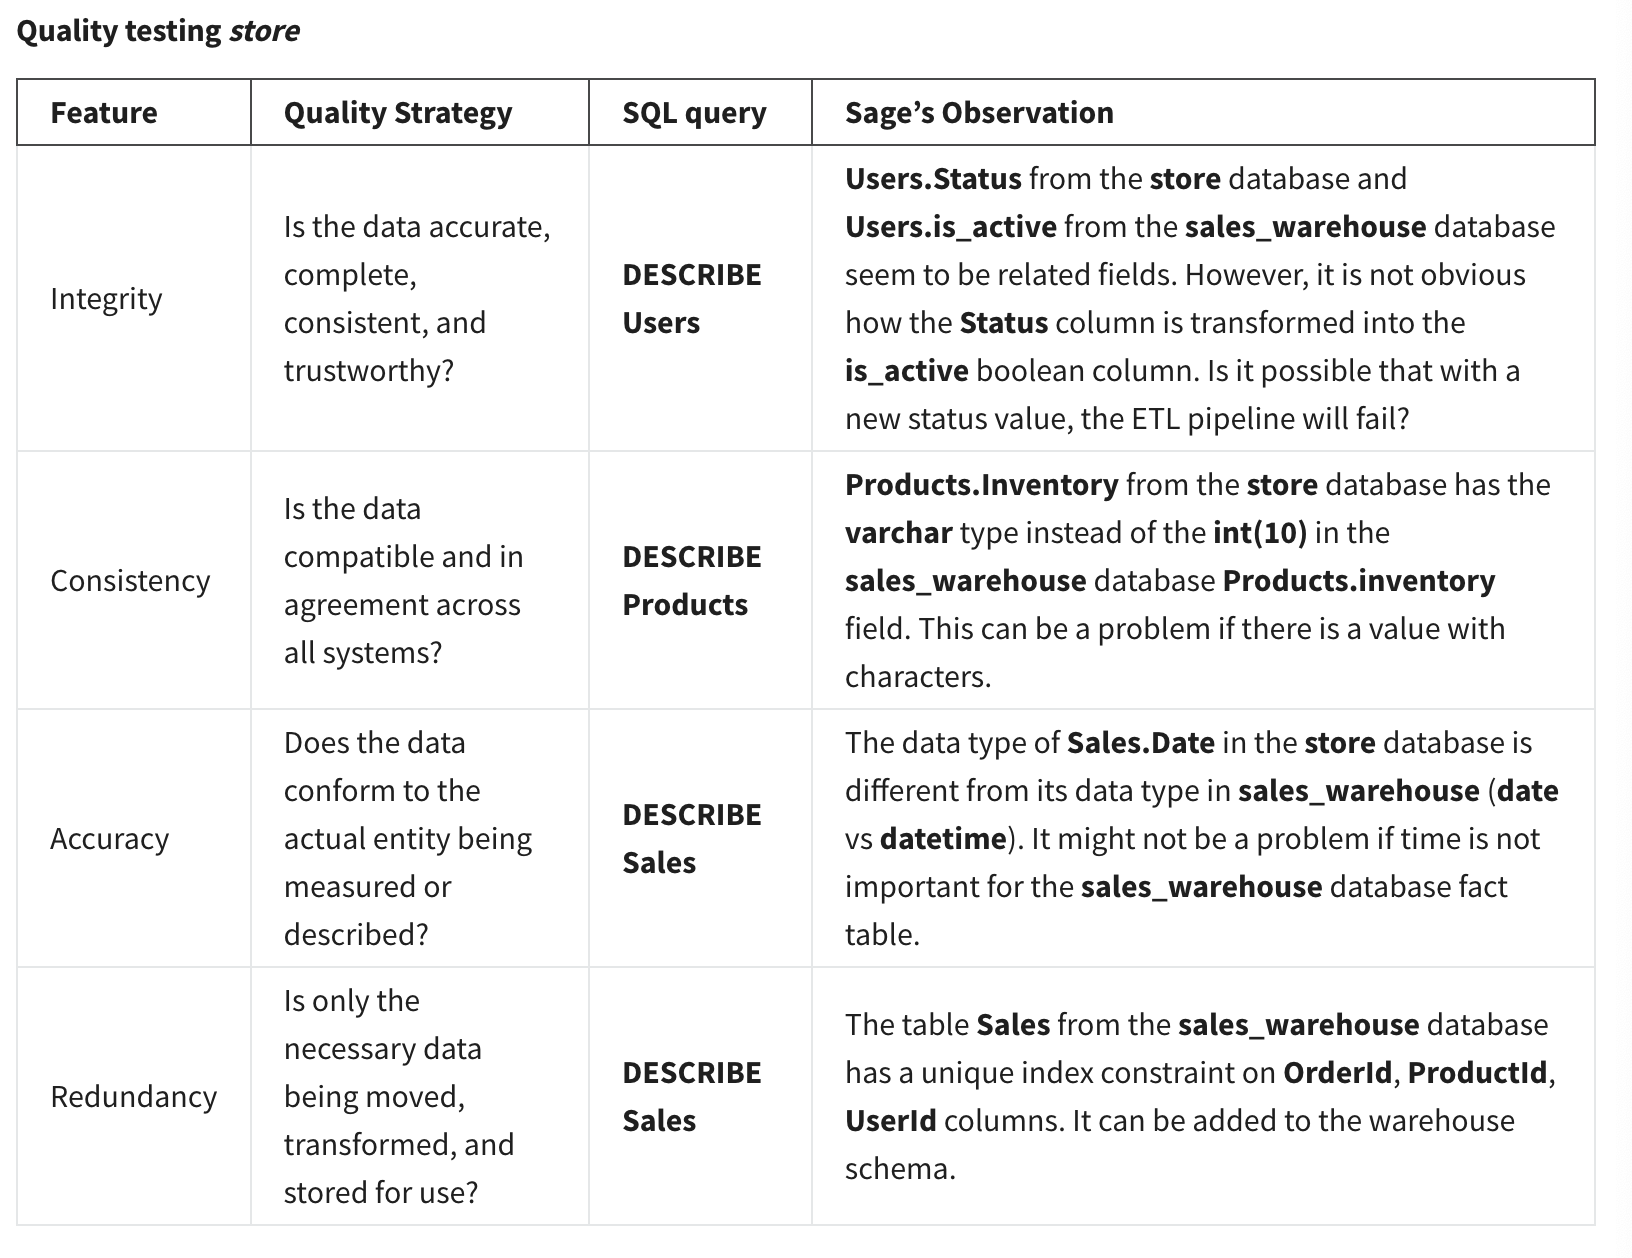 Quality testing store
Feature
Quality Strategy
SQL query
Sage’s Observation
Integrity
Is the data accurate,
complete,
consistent, and
trustworthy?
DESCRIBE
Users
Users.Status from the store database and
Users.is_active from the sales_warehouse database
seem to be related fields. However, it is not obvious
how the Status column is transformed into the
is_active boolean column. Is it possible that with a
new status value, the ETL pipeline will fail?
Consistency
Is the data
compatible and in
agreement across
all systems?
DESCRIBE
Products
Products.Inventory from the store database has the
varchar type instead of the int(10) in the
sales_warehouse database Products.inventory
field. This can be a problem if there is a value with
characters.
Accuracy
Does the data
conform to the
actual entity being
measured or
described?
DESCRIBE
Sales
The data type of Sales.Date in the store database is
different from its data type in sales_warehouse (date
vs datetime). It might not be a problem if time is not
important for the sales_warehouse database fact
table.
Redundancy
Is only the
necessary data
being moved,
transformed, and
stored for use?
DESCRIBE
Sales
The table Sales from the sales_warehouse database
has a unique index constraint on OrderId, ProductId,
UserId columns. It can be added to the warehouse
schema.